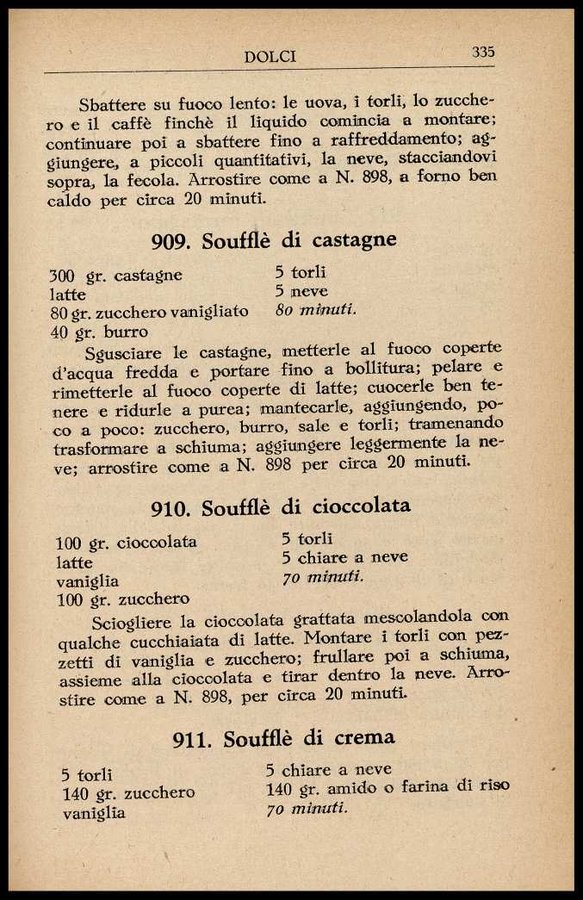 DOLCI 335
Sbattere su fuoco lento: le uova, i torli, lo zucche-
ro e il caffè finchè il liquido comincia a montare;
continuare poi a sbattere fino a raffreddamento; ag-
giungere, a piccoli quantitativi, la neve, stacciandovi
sopra, la fecola. Arrostire come a N. 898, a forno ben
caldo per circa 20 minuti.
909. Soufflè di castagne
300 gr. castagne
latte
80 gr. zucchero vanigliato
40 gr. burro
5 torli
5 neve
80 minuti.
Sgusciare le castagne, metterle al fuoco coperte
d'acqua fredda e portare fino a bollitura; pelare e
rimetterle al fuoco coperte di latte; cuocerle ben te-
nere e ridurle a purea; mantecarle, aggiungendo, po-
co a poco: zucchero, burro, sale e torli; tramenando
trasformare a schiuma; aggiungere leggermente la ne-
ve; arrostire come a N. 898 per circa 20 minuti.
910. Soufflè di cioccolata
100 gr. cioccolata
latte
vaniglia
100 gr. zucchero
5 torli
5 chiare a neve
70 minuti.
Sciogliere la cioccolata grattata mescolandola con
qualche cucchiaiata di latte. Montare i torli con pez-
zetti di vaniglia e zucchero; frullare poi a schiuma,
assieme alla cioccolata e tirar dentro la neve. Arro-
stire come a N. 898, per circa 20 minuti.
911. Soufflè di crema
5 torli
140 gr. zucchero
vaniglia
5 chiare a neve
140 gr. amido o farina di riso
70 minuti.